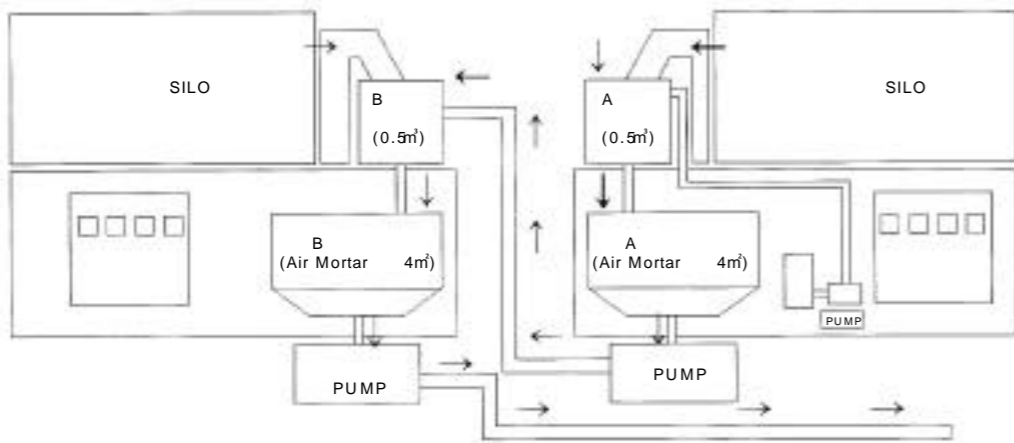 SILO
B
(0.5㎥)
A
(0.5㎥)
SILO
B
(Air Mortar 4㎥)
A
(Air Mortar 4㎥)
PUMP
PUMP
PUMP